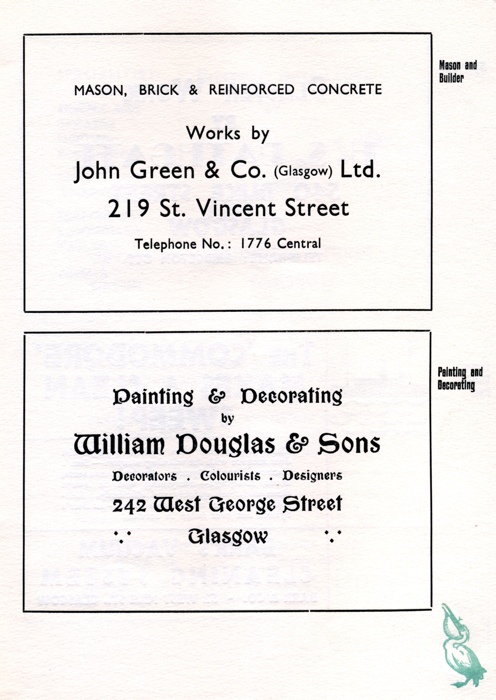 MASON, BRICK & REINFORCED CONCRETE
Works by
John Green & Co. (Glasgow) Ltd.
219 St. Vincent Street
Telephone No.: 1776 Central
Mason and
Builder
Painting & Decorating
by
William Douglas & Sons
Decorators . Colourists . Designers
242 West George Street
Glasgow
Painting and
Decorating